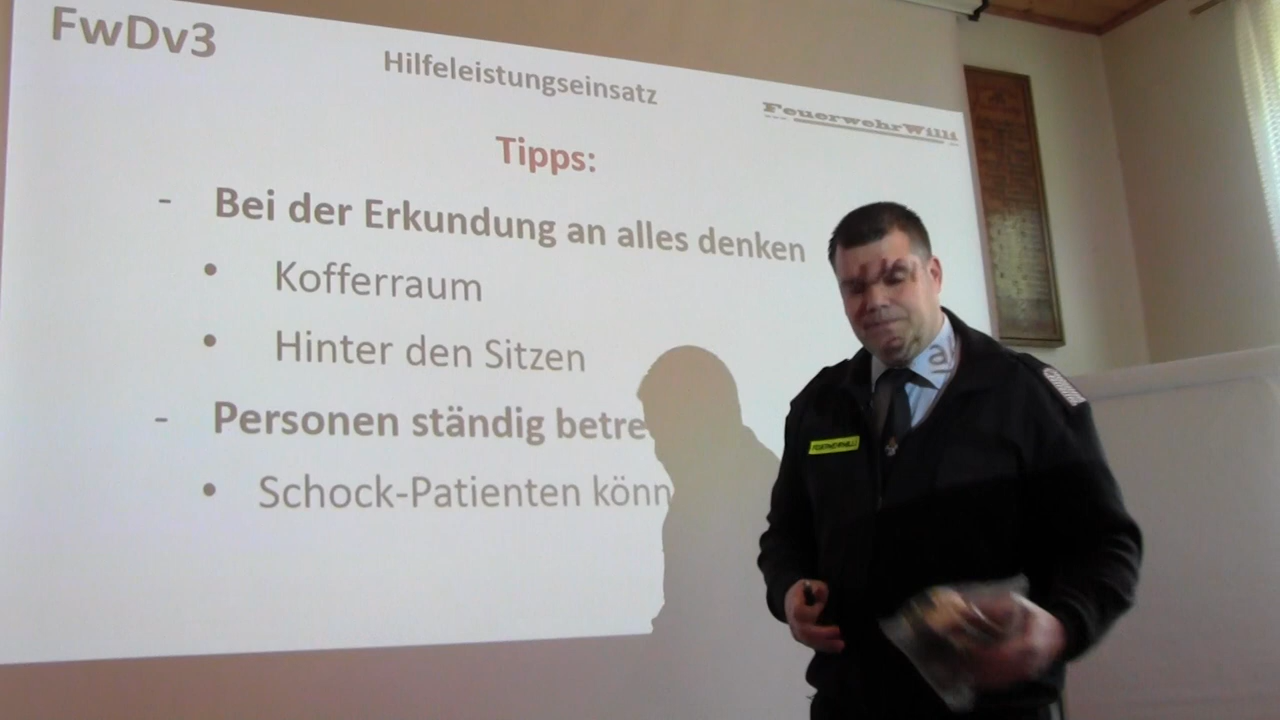 FwDv3
Hilfeleistungseinsatz
FeuerwehrWilli
Tipps:
- Bei der Erkundung an alles denken
• Kofferraum
• Hinter den Sitzen
- Personen ständig betre
• Schock-Patienten könn
FEUERWEHRWILLI